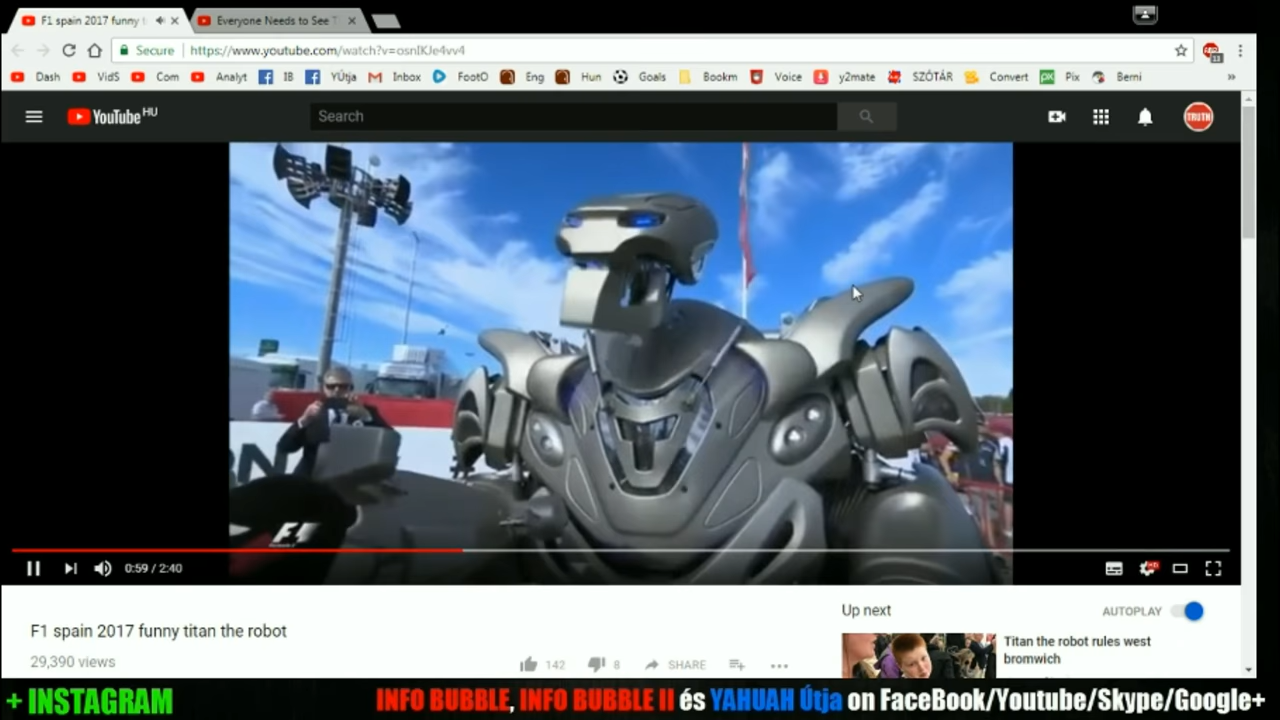 F1 spain 2017 funny t
Everyone Needs to See T
Secure https://www.youtube.com/watch?v=osnlKJe4vv4
Dash VidS Com Analyt IB YÚtja Inbox FootO Eng Hun Goals Bookm Voice y2mate SZÓTÁR Convert Pix Berni »
YouTube HU Search TRUTH
F1
0:59 / 2:40 HD
Up next AUTOPLAY
F1 spain 2017 funny titan the robot
Titan the robot rules west
bromwich
29,390 views 142 8 SHARE
+ INSTAGRAM INFO BUBBLE, INFO BUBBLE II és YAHUAH Útja on FaceBook/Youtube/Skype/Google+